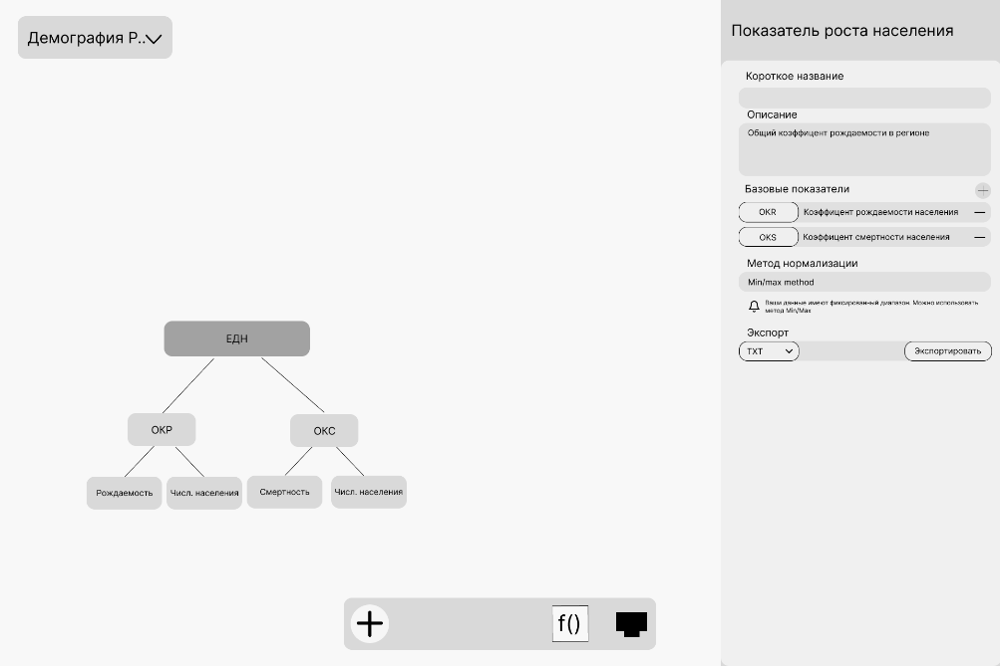 Демография Р..
Показатель роста населения
Короткое название
Описание
Общий коэффицент рождаемости в регионе
Базовые показатели
OKR
Коэффицент рождаемости населения
OKS
Коэффицент смертности населения
Метод нормализации
Min/max method
Ваши данные имеют фиксированный диапазон. Можно использовать
метод Min/Max
Экспорт
TXT
Экспортировать
ЕДН
ОКР
ОКС
Рождаемость
Числ. населения
Смертность
Числ. населения
f()